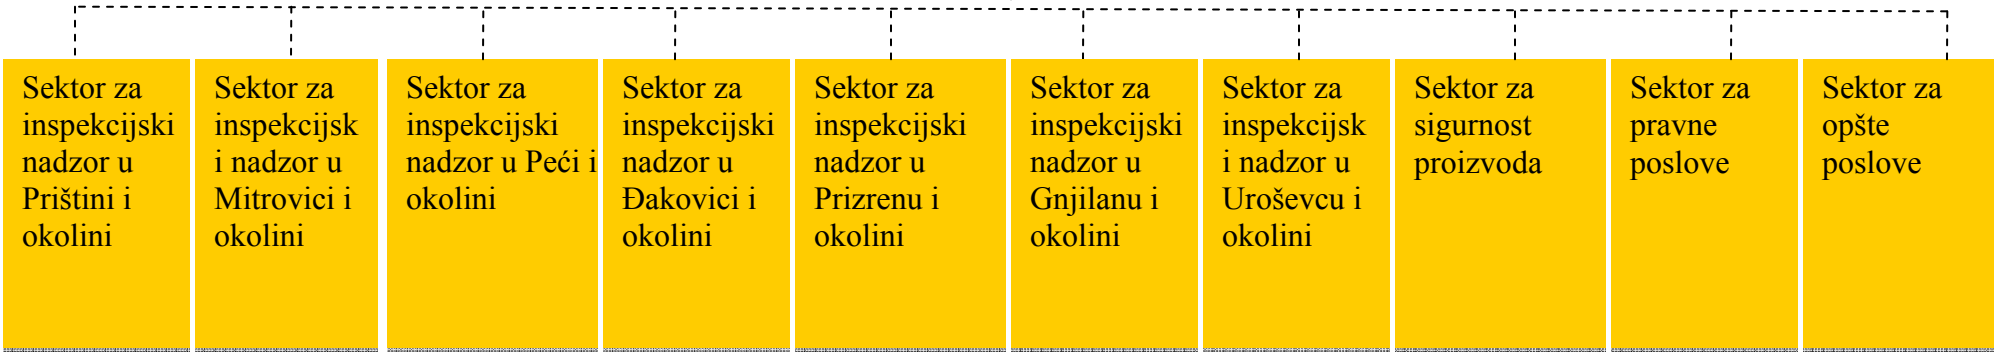 Sektor za
inspekcijski
nadzor u
Prištini i
okolini
Sektor za
inspekcijsk
i nadzor u
Mitrovici i
okolini
Sektor za
inspekcijski
nadzor u Peći i
okolini
Sektor za
inspekcijski
nadzor u
Đakovici i
okolini
Sektor za
inspekcijski
nadzor u
Prizrenu i
okolini
Sektor za
inspekcijski
nadzor u
Gnjilanu i
okolini
Sektor za
inspekcijsk
i nadzor u
Uroševcu i
okolini
Sektor za
sigurnost
proizvoda
Sektor za
pravne
poslove
Sektor za
opšte
poslove